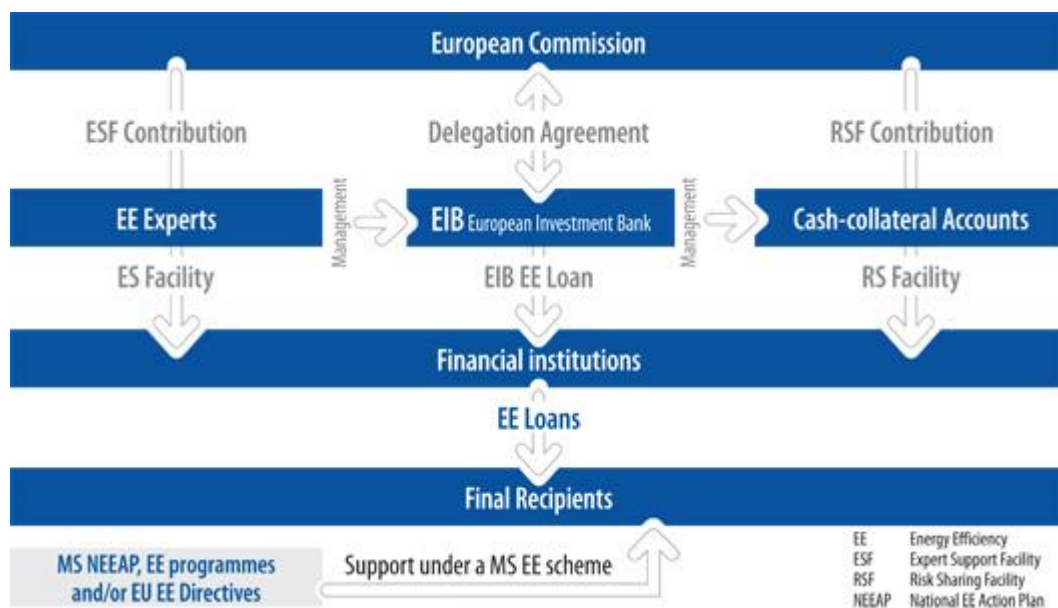 European Commission
ESF Contribution
Delegation Agreement
RSF Contribution
EE Experts
Management
EIB European Investment Bank
Management
Cash-collateral Accounts
ES Facility
EIB EE Loan
RS Facility
Financial institutions
EE Loans
Final Recipients
MS NEEAP, EE programmes
and/or EU EE Directives
Support under a MS EE scheme
EE Energy Efficiency
ESF Expert Support Facility
RSF Risk Sharing Facility
NEEAP National EE Action Plan